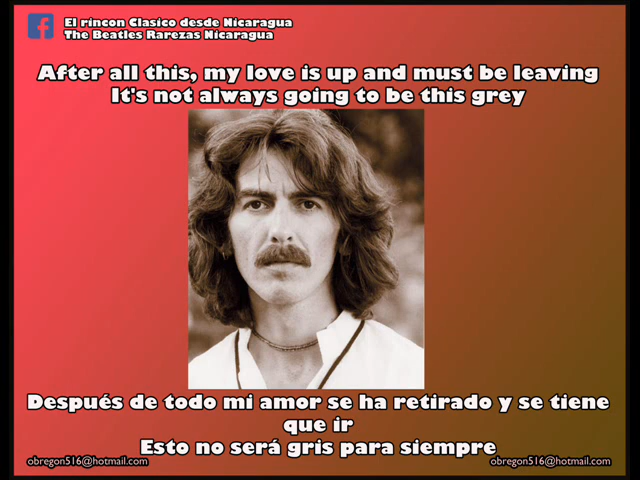 El rincon Clasico desde Nicaragua
The Beatles Rarezas Nicaragua
After all this, my love is up and must be leaving
It's not always going to be this grey
Después de todo mi amor se ha retirado y se tiene
que ir
Esto no será gris para siempre
obregon516@hotmail.com
obregon516@hotmail.com